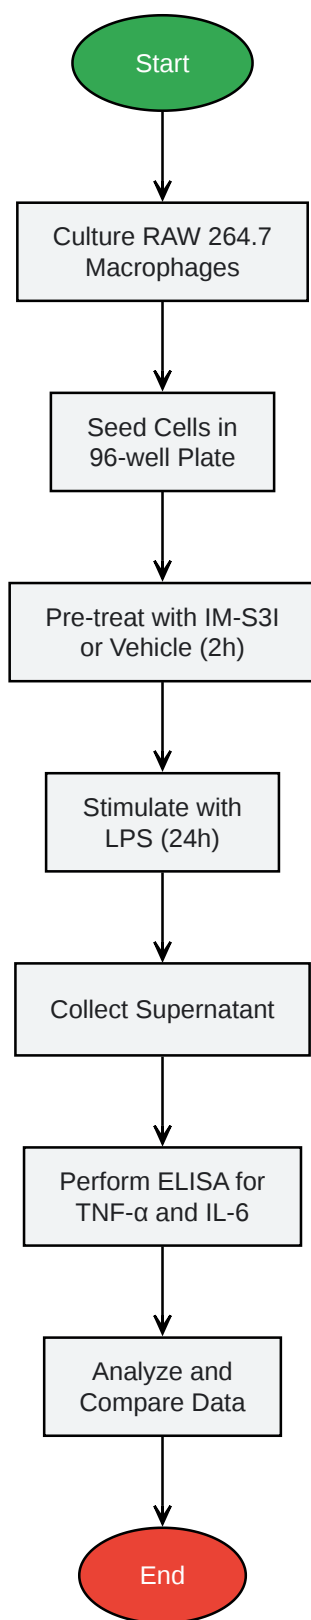 Start
Culture RAW 264.7
Macrophages
Seed Cells in
96-well Plate
Pre-treat with IM-S3I
or Vehicle (2h)
Stimulate with
LPS (24h)
Collect Supernatant
Perform ELISA for
TNF-α and IL-6
Analyze and
Compare Data
End